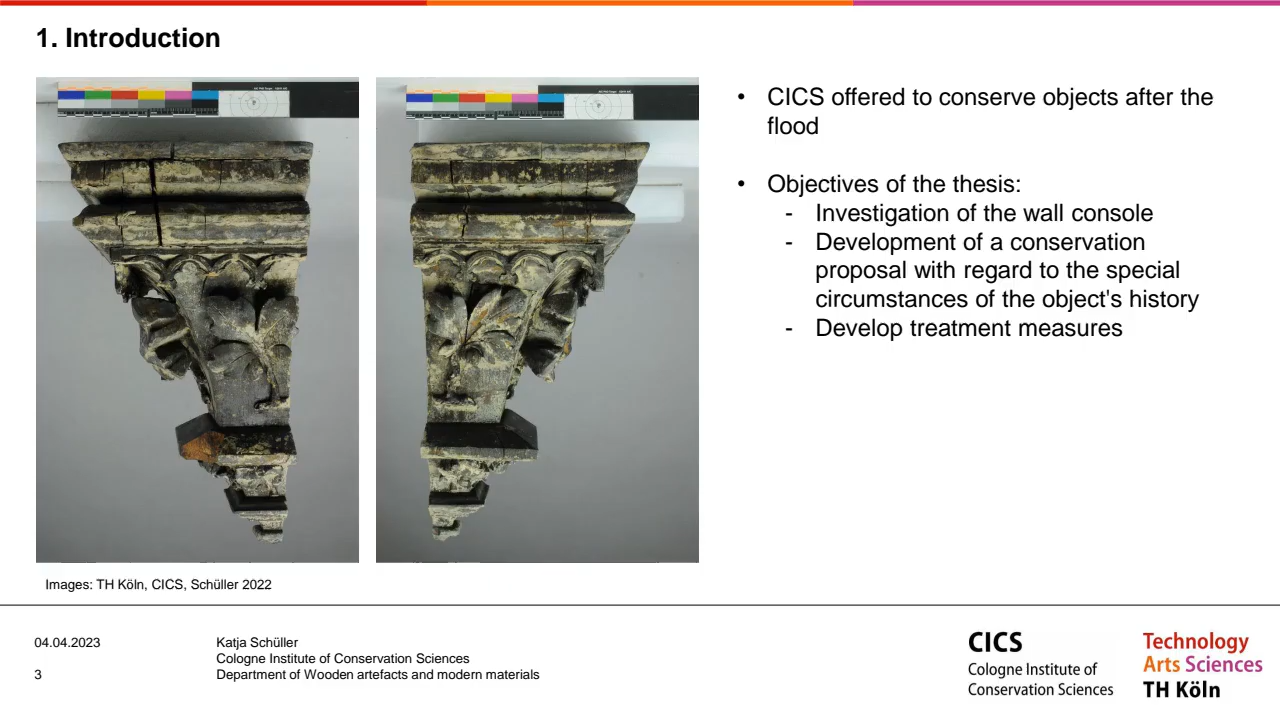 1. Introduction
• CICS offered to conserve objects after the
flood
• Objectives of the thesis:
- Investigation of the wall console
- Development of a conservation
proposal with regard to the special
circumstances of the object's history
- Develop treatment measures
Images: TH Köln, CICS, Schüller 2022
04.04.2023
Katja Schüller
Cologne Institute of Conservation Sciences
3
Department of Wooden artefacts and modern materials
CICS
Cologne Institute of
Conservation Sciences
Technology
Arts Sciences
TH Köln